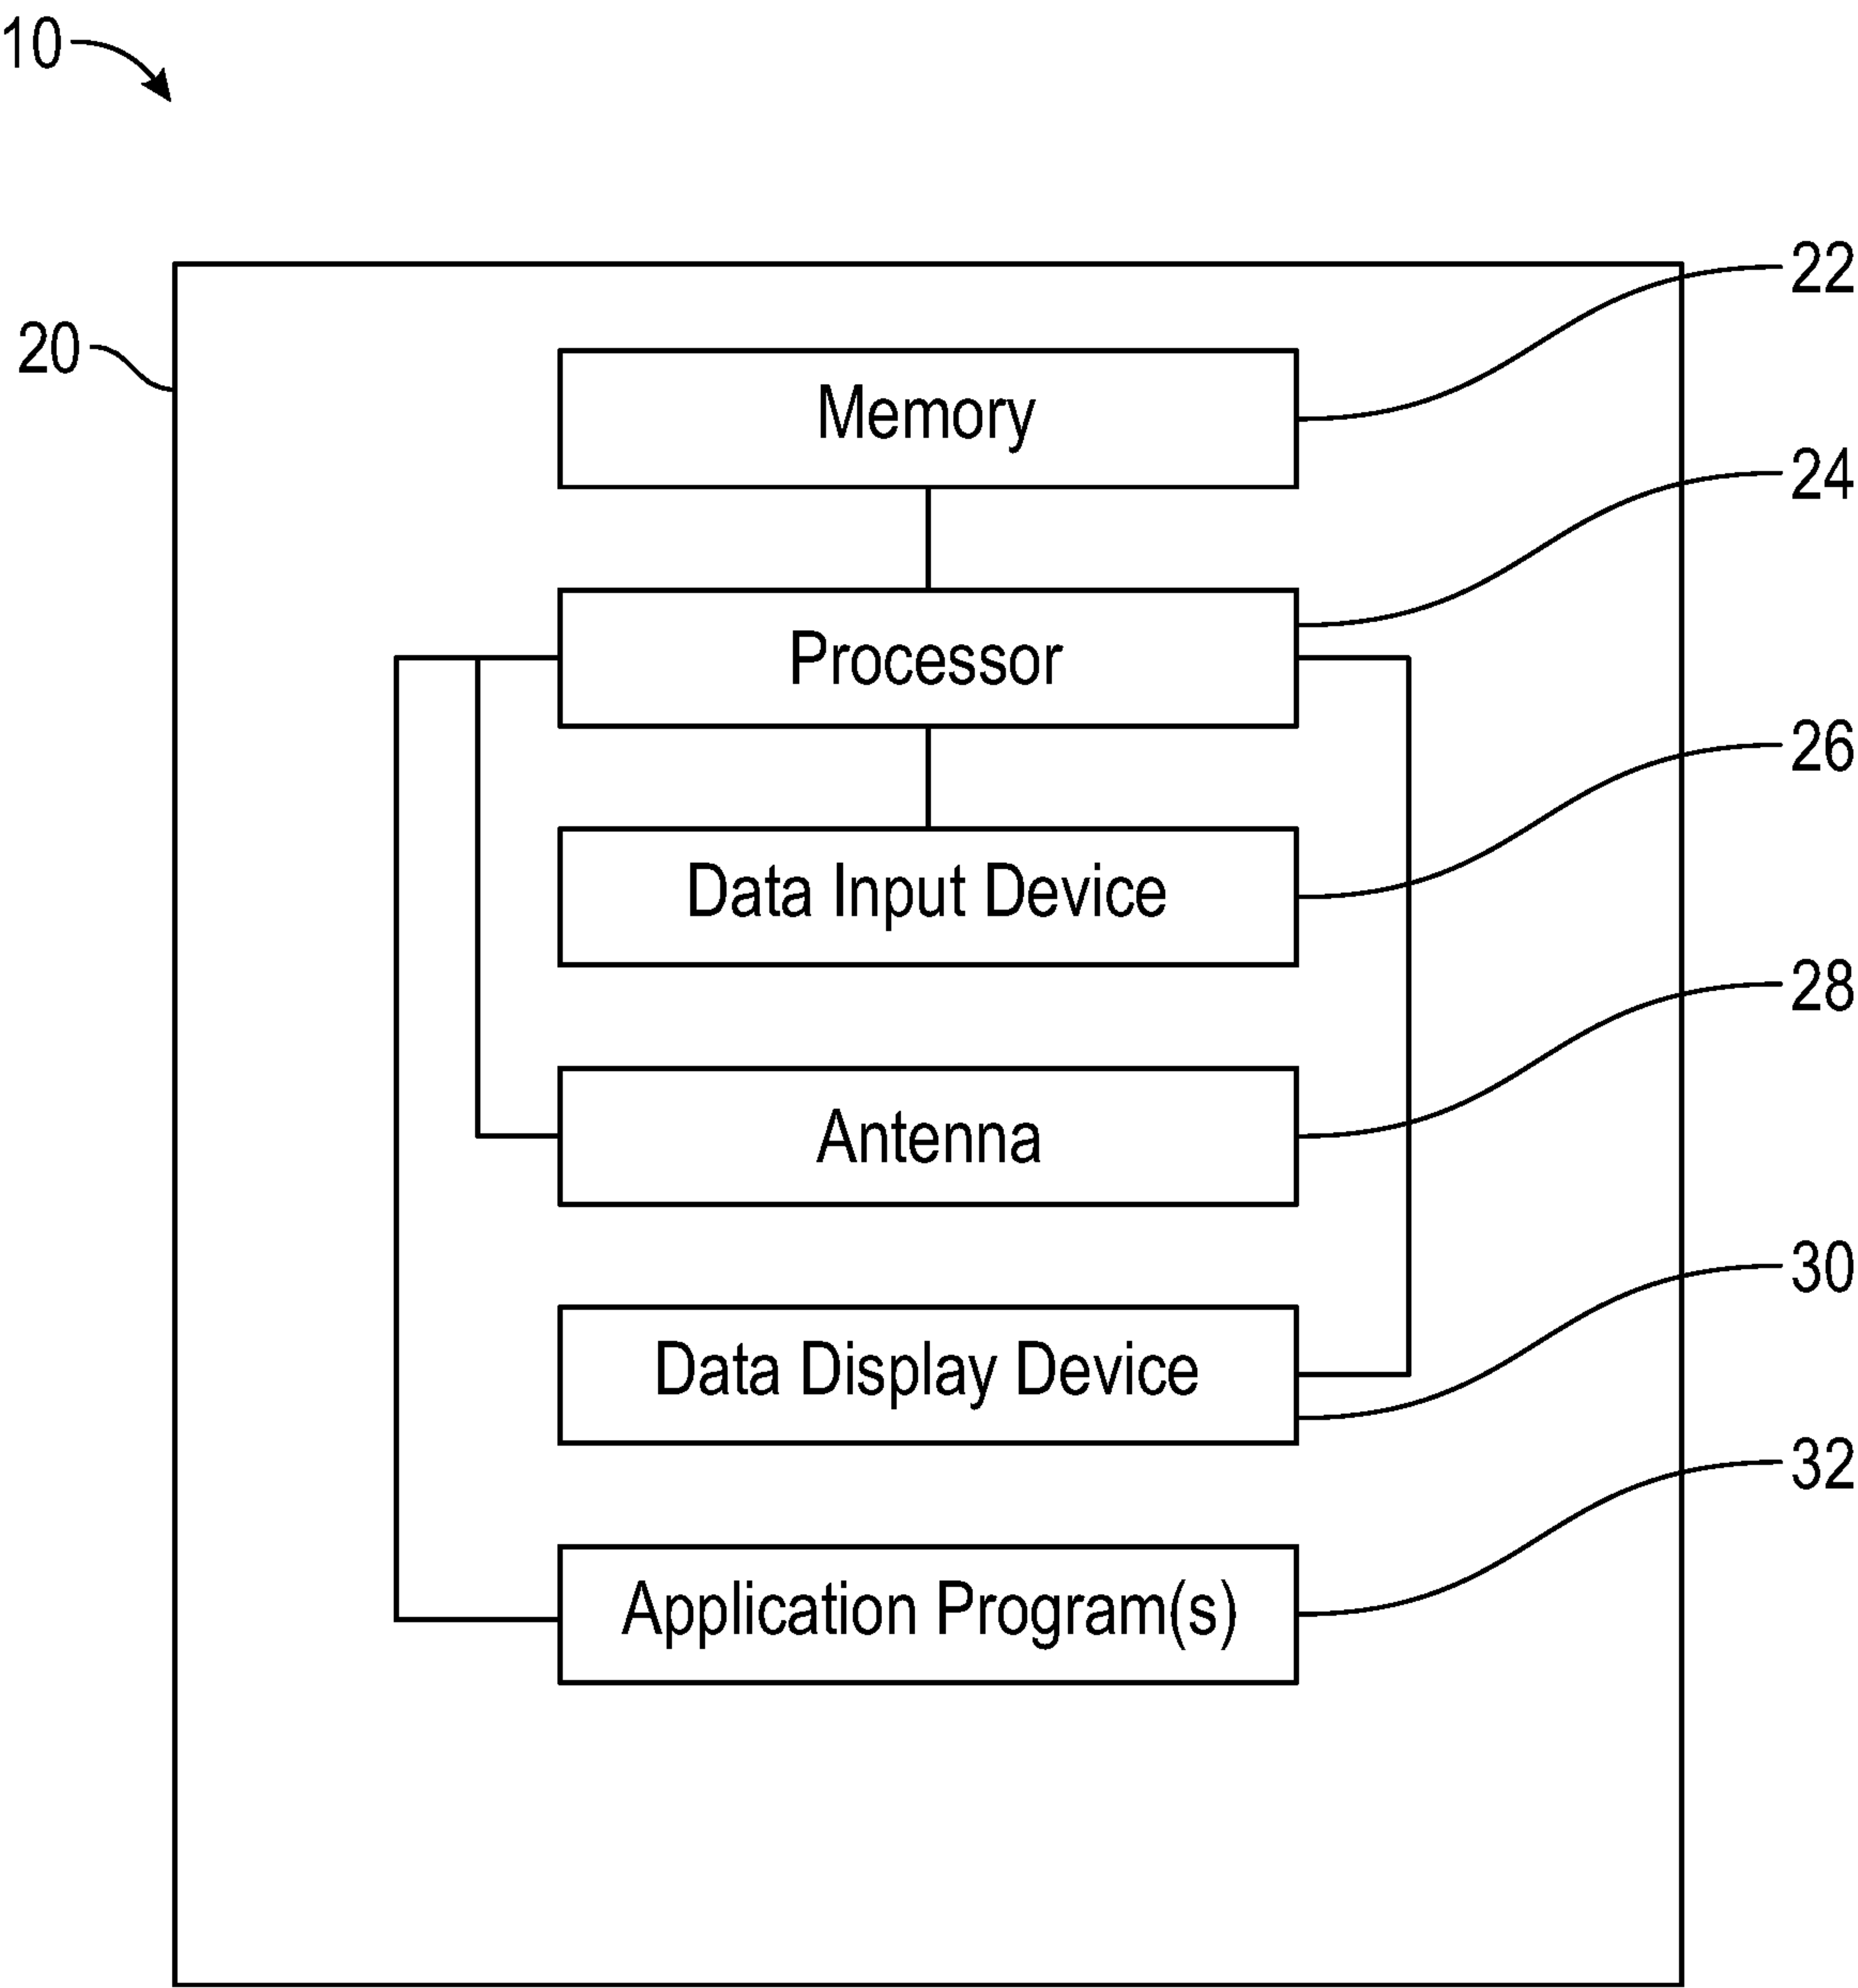 10
22
20
Memory
24
Processor
26
Data Input Device
28
Antenna
30
Data Display Device
32
Application Program(s)